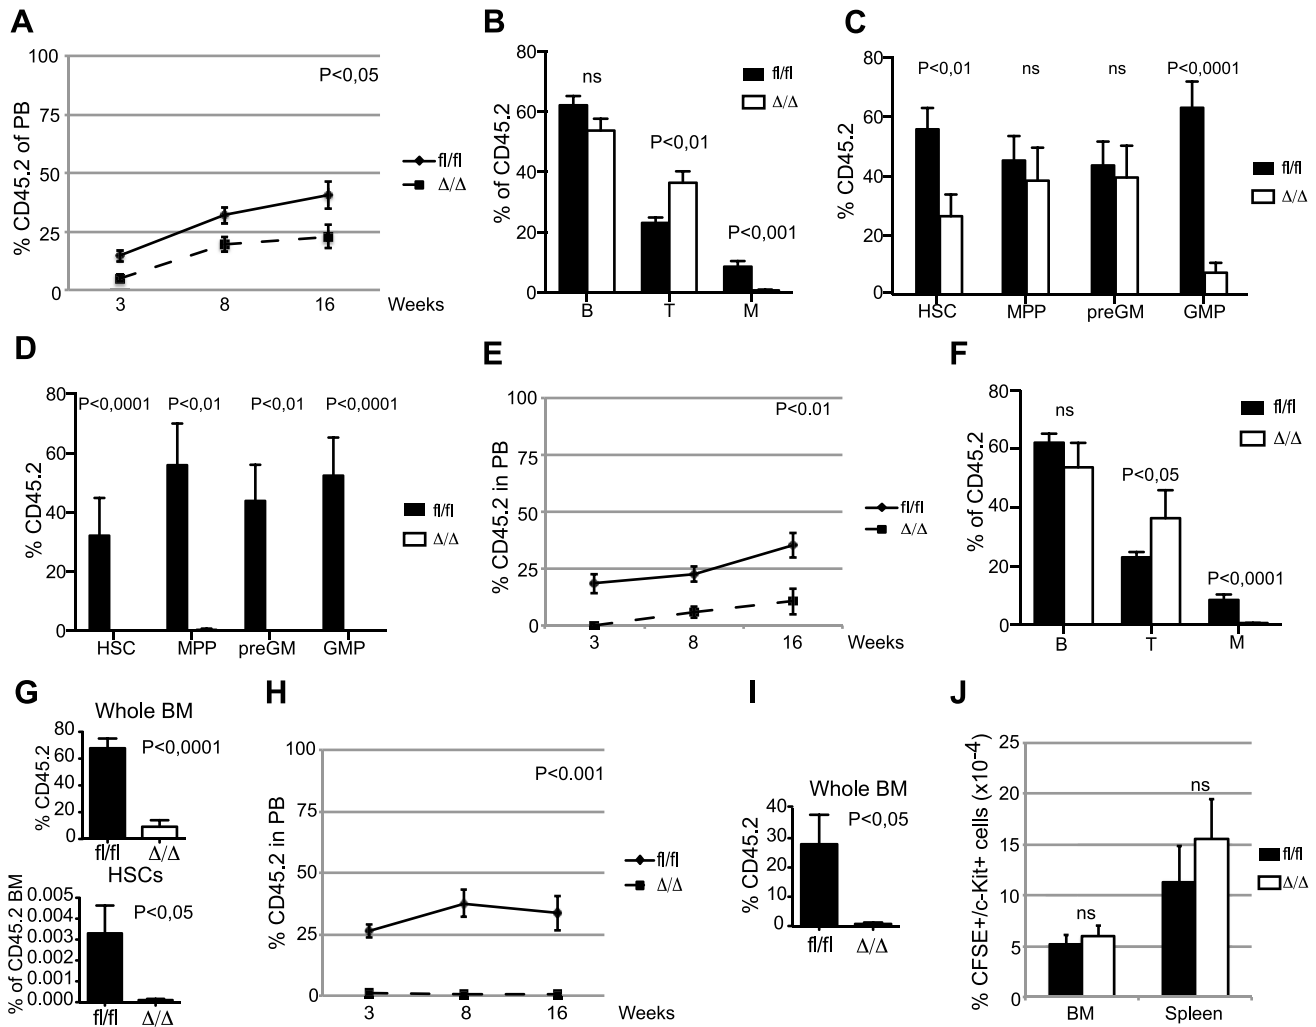 A
100
75
50
25
0
% CD45.2 of PB
P<0,05
fl/fl
Δ/Δ
3 8 16 Weeks
B
80
60
40
20
0
% of CD45.2
ns
P<0,01
P<0,001
fl/fl
Δ/Δ
B T M
C
80
60
40
20
0
% CD45.2
P<0,01 ns ns P<0,0001
fl/fl
Δ/Δ
HSC MPP preGM GMP
D
80
60
40
20
0
% CD45.2
P<0,0001 P<0,01 P<0,01 P<0,0001
fl/fl
Δ/Δ
HSC MPP preGM GMP
E
100
75
50
25
0
% CD45.2 in PB
P<0.01
fl/fl
Δ/Δ
3 8 16 Weeks
F
80
60
40
20
0
% of CD45.2
ns
P<0,05
P<0,0001
fl/fl
Δ/Δ
B T M
G
Whole BM
80
60
40
20
0
% CD45.2
P<0,0001
fl/fl Δ/Δ
HSCs
0.005
0.004
0.003
0.002
0.001
0.000
% of CD45.2 BM
P<0,05
fl/fl Δ/Δ
H
100
75
50
25
0
% CD45.2 in PB
P<0.001
fl/fl
Δ/Δ
3 8 16 Weeks
I
Whole BM
40
30
20
10
0
% CD45.2
P<0,05
fl/fl Δ/Δ
J
25
20
15
10
5
0
% CFSE+/c-Kit+ cells (x10-4)
ns
ns
fl/fl
Δ/Δ
BM Spleen